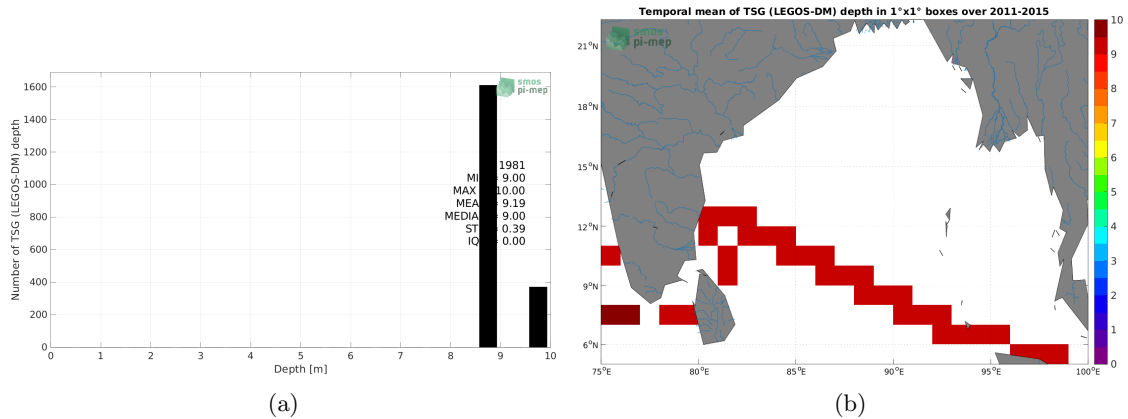 Number of TSG (LEGOS-DM) depth
1600
1400
1200
1000
800
600
400
200
0
smos
pi-mep
1981
MI = 9.00
MAX 10.00
MEA = 9.19
MEDIA = 9.00
ST = 0.39
IQ = 0.00
0 1 2 3 4 5 6 7 8 9 10
Depth [m]
(a)
Temporal mean of TSG (LEGOS-DM) depth in 1°x1° boxes over 2011-2015
smos
pi-mep
21°N
18°N
15°N
12°N
9°N
6°N
75°E 80°E 85°E 90°E 95°E 100°E
10
9
8
7
6
5
4
3
2
1
0
(b)